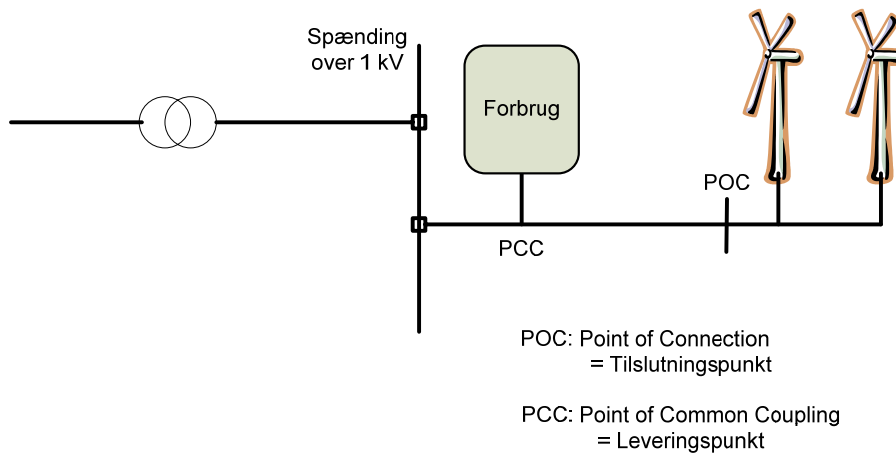 Spænding
over 1 kV
Forbrug
POC
PCC
POC: Point of Connection
= Tilslutningspunkt
PCC: Point of Common Coupling
= Leveringspunkt